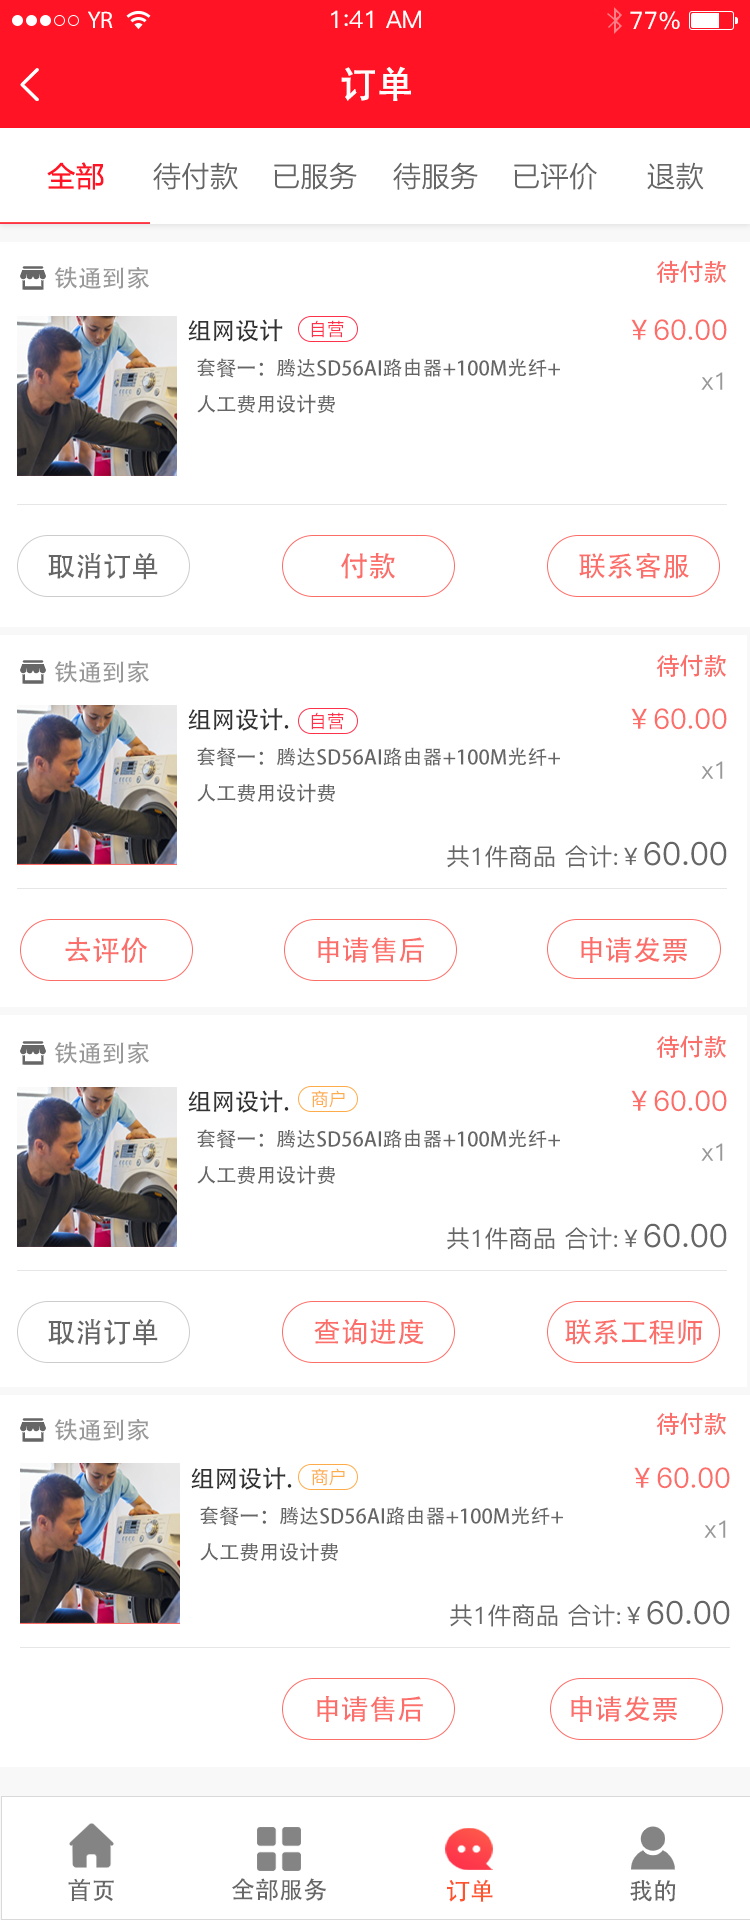 YR 1:41 AM 77%
订单
全部 待付款 已服务 待服务 已评价 退款
铁通到家 待付款
组网设计 自营 ¥ 60.00
套餐一：腾达SD56AI路由器+100M光纤+ x1
人工费用设计费
取消订单 付款 联系客服
铁通到家 待付款
组网设计. 自营 ¥ 60.00
套餐一：腾达SD56AI路由器+100M光纤+ x1
人工费用设计费
共1件商品 合计: ¥ 60.00
去评价 申请售后 申请发票
铁通到家 待付款
组网设计. 商户 ¥ 60.00
套餐一：腾达SD56AI路由器+100M光纤+ x1
人工费用设计费
共1件商品 合计: ¥ 60.00
取消订单 查询进度 联系工程师
铁通到家 待付款
组网设计. 商户 ¥ 60.00
套餐一：腾达SD56AI路由器+100M光纤+ x1
人工费用设计费
共1件商品 合计: ¥ 60.00
申请售后 申请发票
首页 全部服务 订单 我的